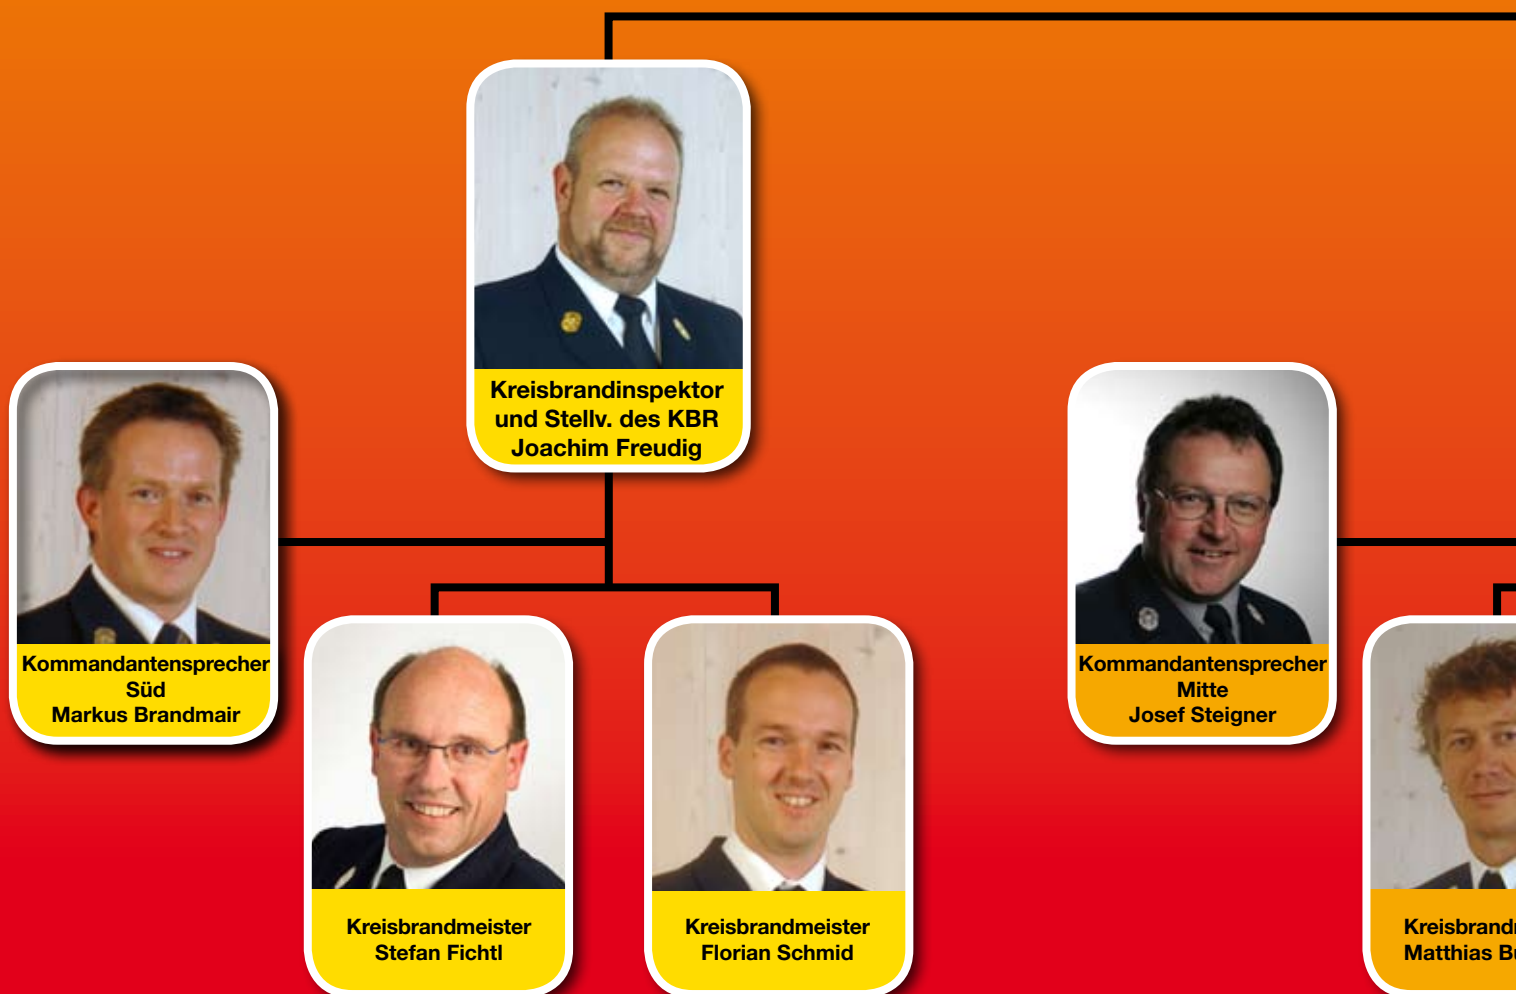 Kreisbrandinspektor
und Stellv. des KBR
Joachim Freudig
Kommandantensprecher
Süd
Markus Brandmair
Kommandantensprecher
Mitte
Josef Steigner
Kreisbrandmeister
Stefan Fichtl
Kreisbrandmeister
Florian Schmid
Matthias